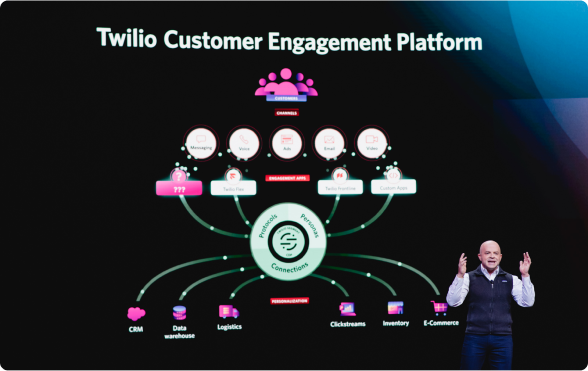 Twilio Customer Engagement Platform
CUSTOMERS
CHANNELS
Messaging
Voice
Ads
Email
Video
ENGAGEMENT APPS
?
???
Twilio Flex
Twilio Frontline
Custom Apps
Protocols
Personas
Connections
PERSONALIZATION
CRM
Data
warehouse
Logistics
Clickstreams
Inventory
E-Commerce